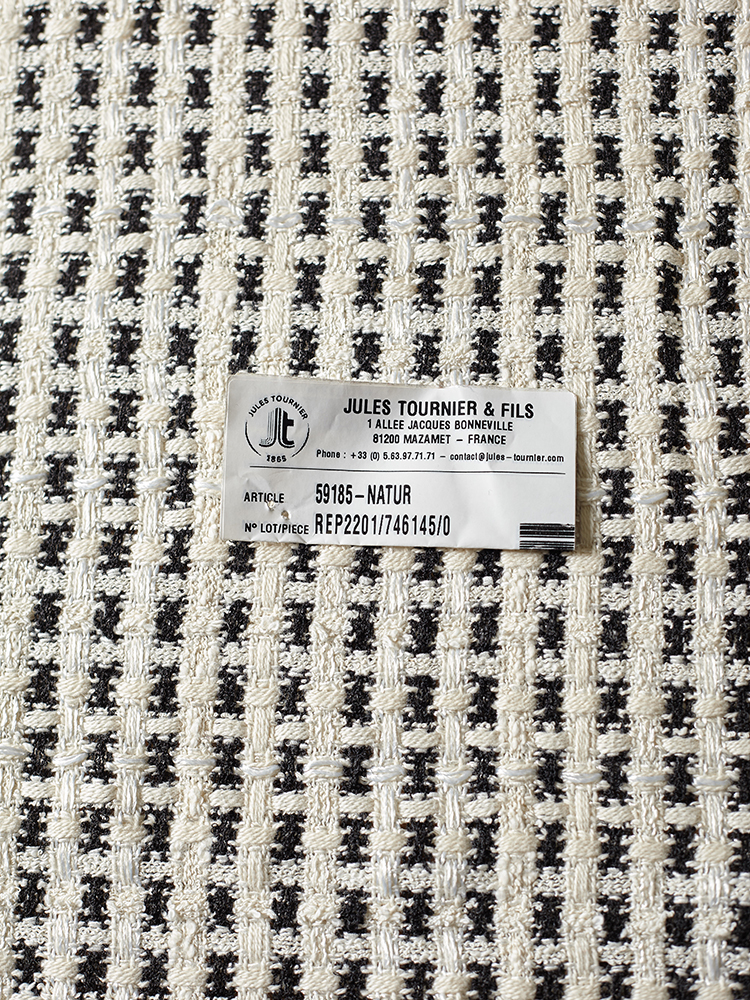 JULES TOURNIER
Jt
1865
JULES TOURNIER & FILS
1 ALLEE JACQUES BONNEVILLE
81200 MAZAMET – FRANCE
Phone : +33 (0) 5.63.97.71.71 – contact@jules-tournier.com
ARTICLE 59185-NATUR
N° LOT/PIECE REP2201/746145/0